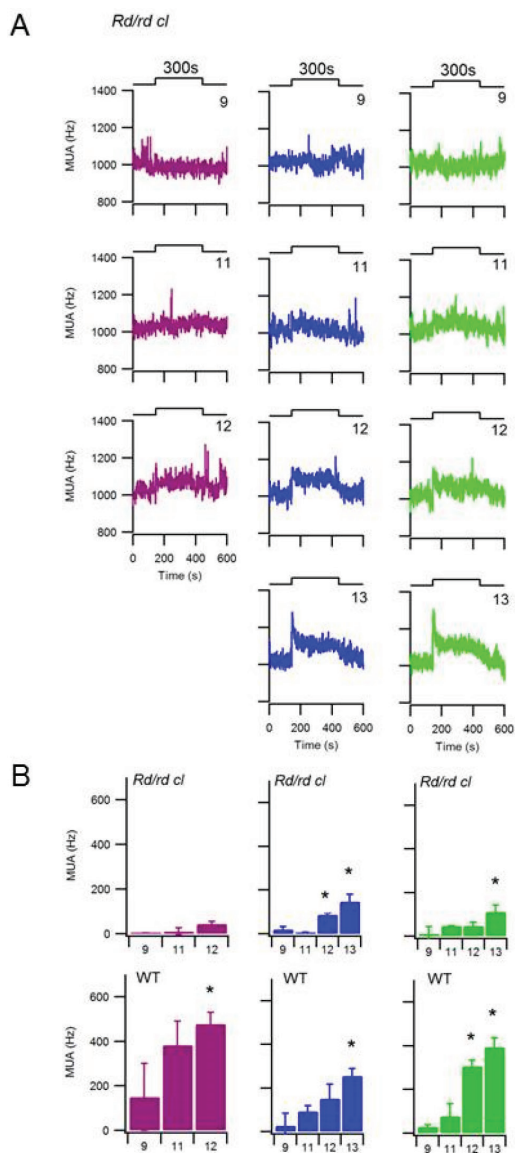 A
Rd/rd cl
300s 300s 300s
9 9 9
1400
1200
MUA (Hz)
1000
800
11 11 11
1400
1200
MUA (Hz)
1000
800
12 12 12
1400
1200
MUA (Hz)
1000
800
0 200 400 600
Time (s)
13 13
0 200 400 600 0 200 400 600
Time (s) Time (s)
B
Rd/rd cl Rd/rd cl Rd/rd cl
600
MUA (Hz)
400
* * *
200
0
9 11 12 9 11 12 13 9 11 12 13
WT WT WT
600
* * * *
MUA (Hz)
400
200
0
9 11 12 9 11 12 13 9 11 12 13